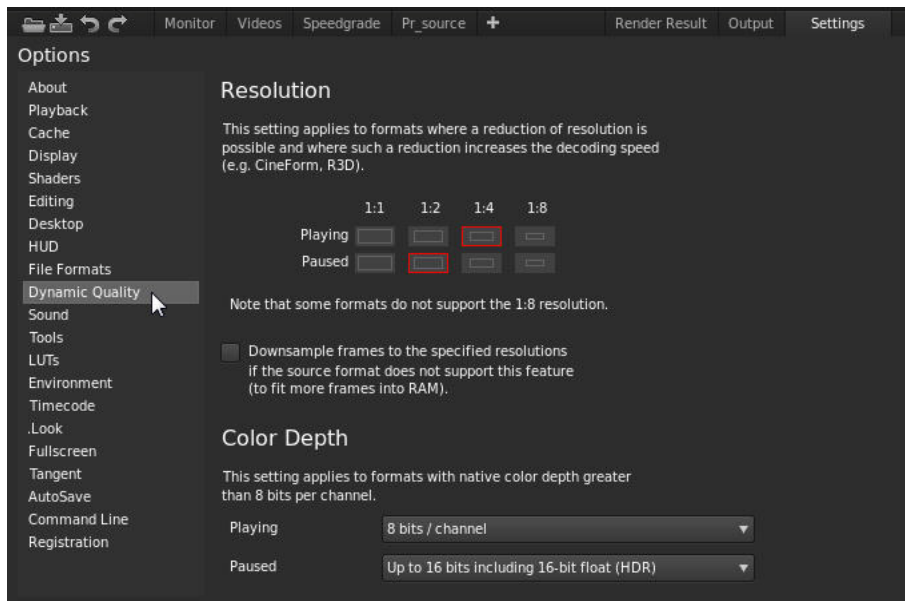 Monitor Videos Speedgrade Pr_source + Render Result Output Settings
Options
About
Playback
Cache
Display
Shaders
Editing
Desktop
HUD
File Formats
Dynamic Quality
Sound
Tools
LUTs
Environment
Timecode
.Look
Fullscreen
Tangent
AutoSave
Command Line
Registration
Resolution
This setting applies to formats where a reduction of resolution is
possible and where such a reduction increases the decoding speed
(e.g. CineForm, R3D).
1:1 1:2 1:4 1:8
Playing
Paused
Note that some formats do not support the 1:8 resolution.
Downsample frames to the specified resolutions
if the source format does not support this feature
(to fit more frames into RAM).
Color Depth
This setting applies to formats with native color depth greater
than 8 bits per channel.
Playing 8 bits / channel
Paused Up to 16 bits including 16-bit float (HDR)